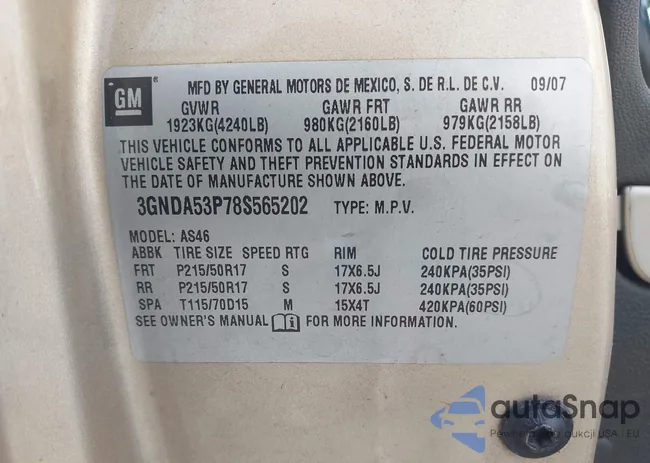 GM
MFD BY GENERAL MOTORS DE MEXICO, S. DE R.L. DE C.V. 09/07
GVWR GAWR FRT GAWR RR
1923KG(4240LB) 980KG(2160LB) 979KG(2158LB)
THIS VEHICLE CONFORMS TO ALL APPLICABLE U.S. FEDERAL MOTOR
VEHICLE SAFETY AND THEFT PREVENTION STANDARDS IN EFFECT ON
THE DATE OF MANUFACTURE SHOWN ABOVE.
3GNDA53P78S565202 TYPE: M.P.V.
MODEL: AS46
ABBK TIRE SIZE SPEED RTG RIM COLD TIRE PRESSURE
FRT P215/50R17 S 17X6.5J 240KPA(35PSI)
RR P215/50R17 S 17X6.5J 240KPA(35PSI)
SPA T115/70D15 M 15X4T 420KPA(60PSI)
SEE OWNER'S MANUAL FOR MORE INFORMATION.
autoSnap
aukcji USA - EU